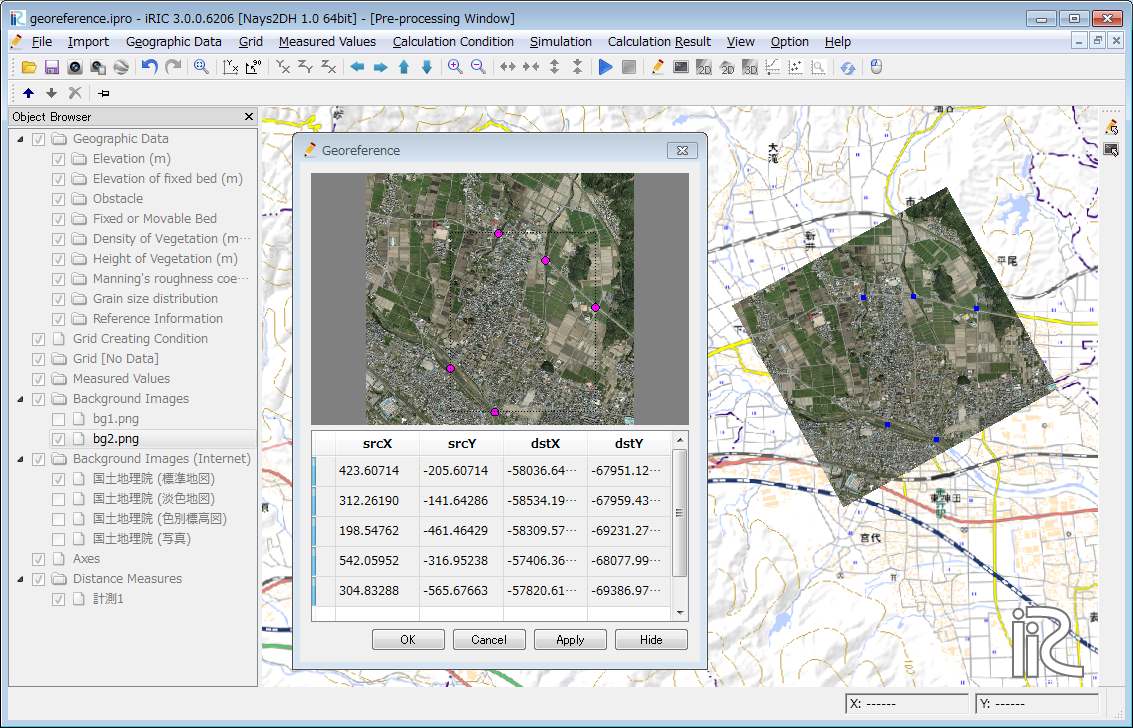 georeference.ipro - iRIC 3.0.0.6206 [Nays2DH 1.0 64bit] - [Pre-processing Window]
File Import Geographic Data Grid Measured Values Calculation Condition Simulation Calculation Result View Option Help
Object Browser
Geographic Data
Elevation (m)
Elevation of fixed bed (m)
Obstacle
Fixed or Movable Bed
Density of Vegetation (m···
Height of Vegetation (m)
Manning's roughness coe···
Grain size distribution
Reference Information
Grid Creating Condition
Grid [No Data]
Measured Values
Background Images
bg1.png
bg2.png
Background Images (Internet)
国土地理院 (標準地図)
国土地理院 (淡色地図)
国土地理院 (色別標高図)
国土地理院 (写真)
Axes
Distance Measures
計測1
Georeference
srcX srcY dstX dstY
423.60714 -205.60714 -58036.64··· -67951.12···
312.26190 -141.64286 -58534.19··· -67959.43···
198.54762 -461.46429 -58309.57··· -69231.27···
542.05952 -316.95238 -57406.36··· -68077.99···
304.83288 -565.67663 -57820.61··· -69386.97···
OK Cancel Apply Hide
大滝
新井
平尾
東神田
宮代
iRIC
X: ------ Y: ------